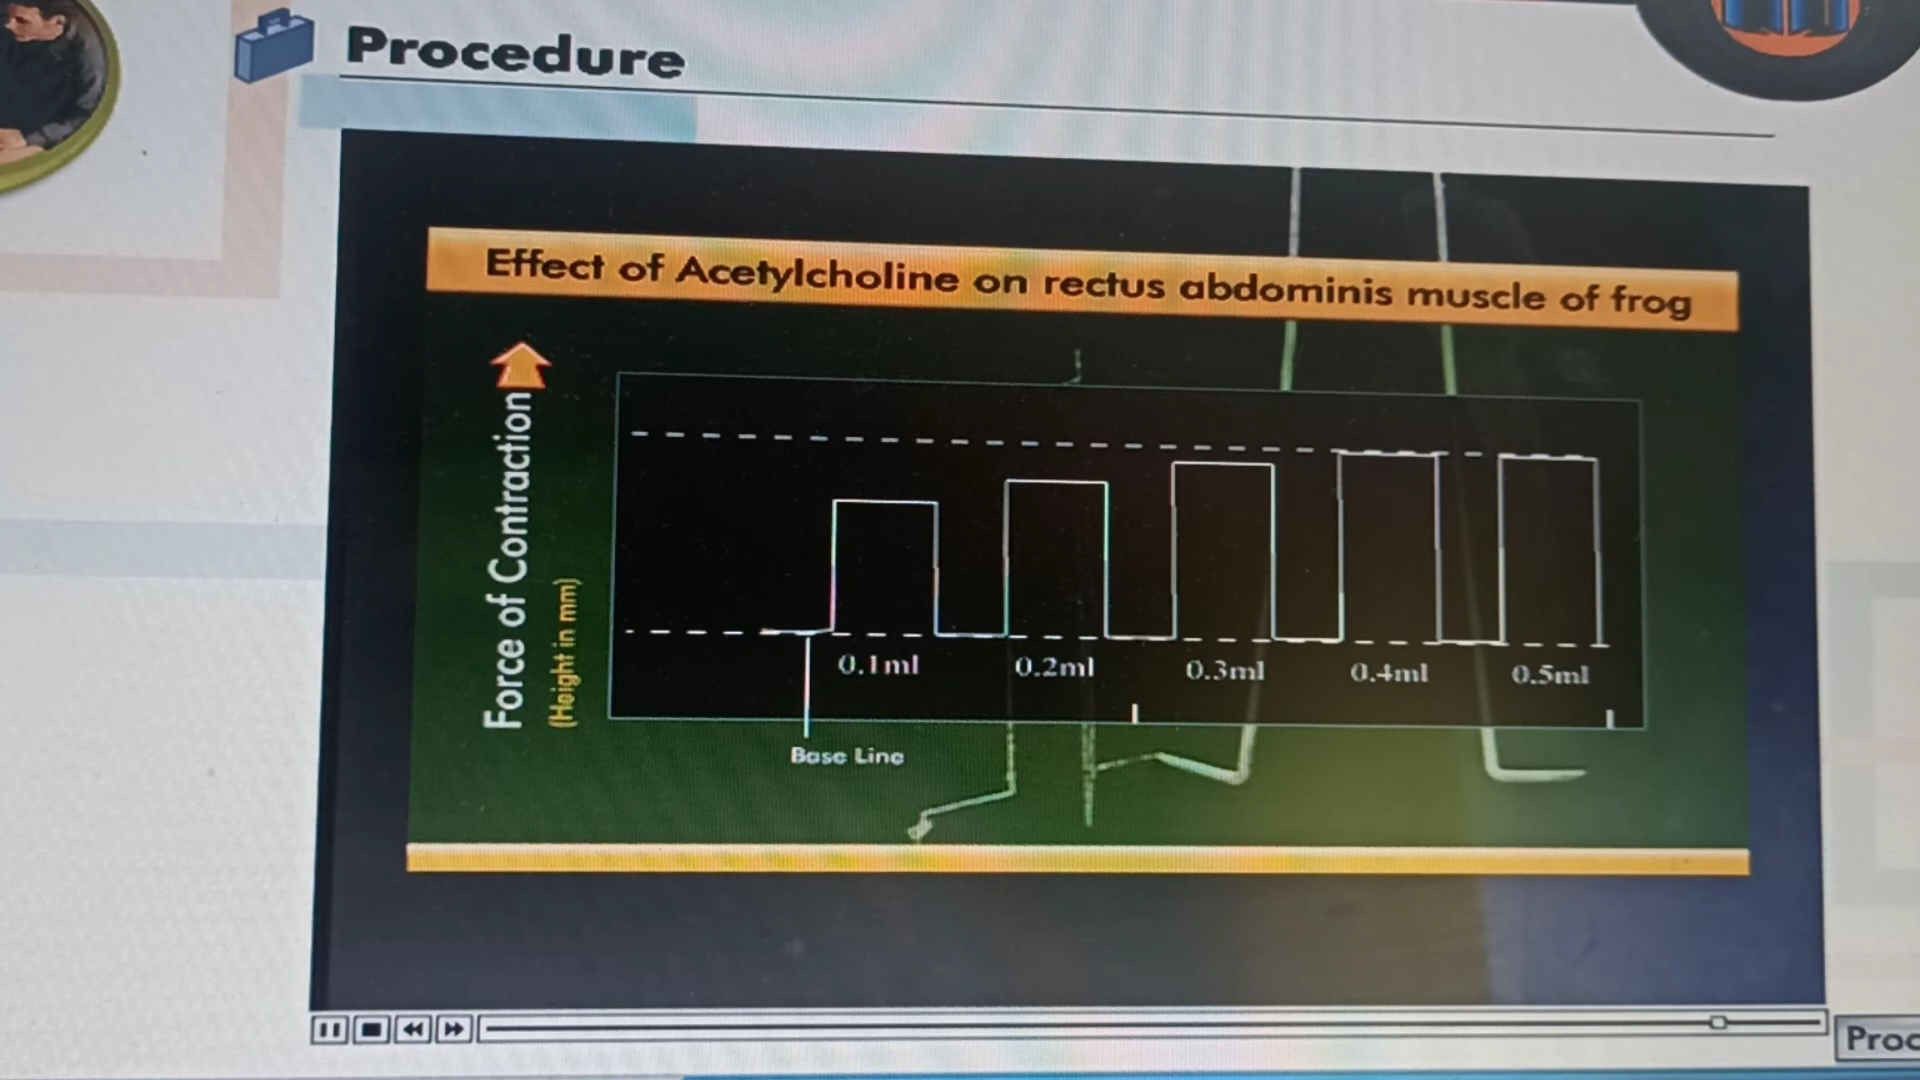 Procedure
Effect of Acetylcholine on rectus abdominis muscle of frog
Force of Contraction
(Height in mm)
0.1ml
0.2ml
0.3ml
0.4ml
0.5ml
Base Line
Proc